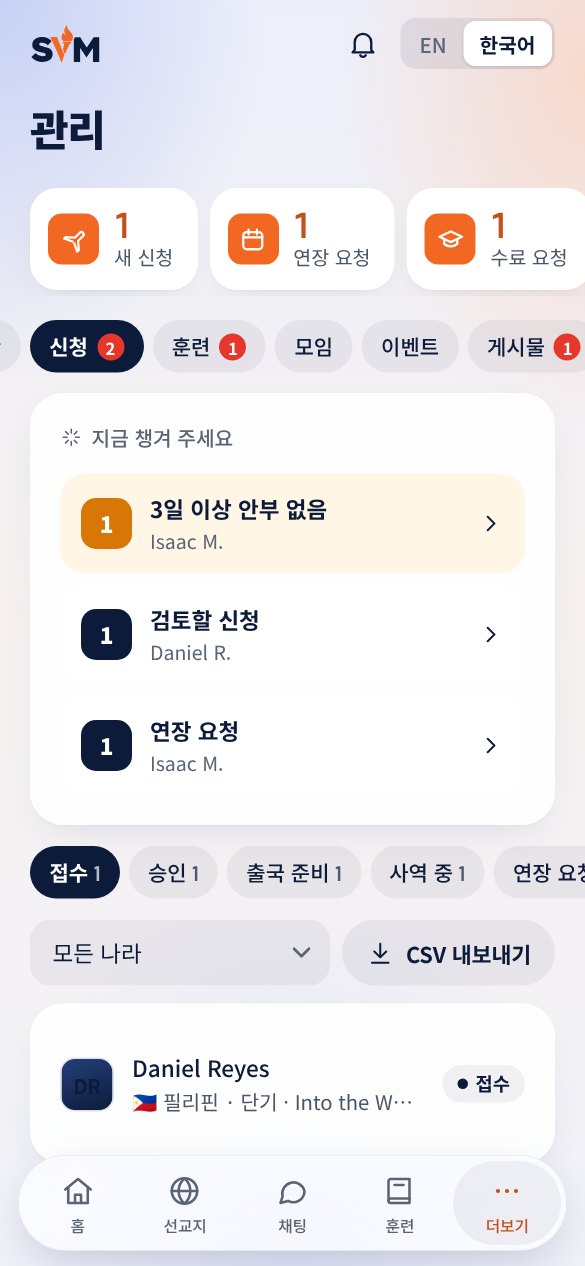 SVM
EN
한국어
관리
1
새 신청
1
연장 요청
1
수료 요청
신청 2
훈련 1
모임
이벤트
게시물 1
지금 챙겨 주세요
1
3일 이상 안부 없음
Isaac M.
1
검토할 신청
Daniel R.
1
연장 요청
Isaac M.
접수 1
승인 1
출국 준비 1
사역 중 1
연장 요청
모든 나라
CSV 내보내기
DR
Daniel Reyes
필리핀 · 단기 · Into the W…
접수
홈
선교지
채팅
훈련
더보기